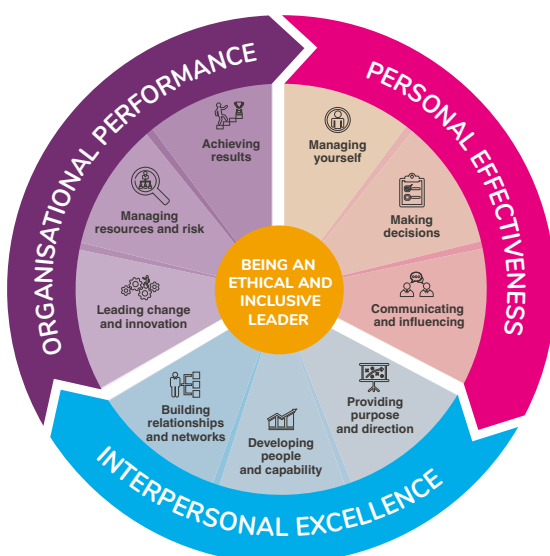 ORGANISATIONAL PERFORMANCE
PERSONAL EFFECTIVENESS
INTERPERSONAL EXCELLENCE
Managing
yourself
Making
decisions
Communicating
and influencing
Providing
purpose
and direction
Developing
people
and capability
Building
relationships
and networks
Leading change
and innovation
Managing
resources and risk
Achieving
results
BEING AN
ETHICAL AND
INCLUSIVE
LEADER